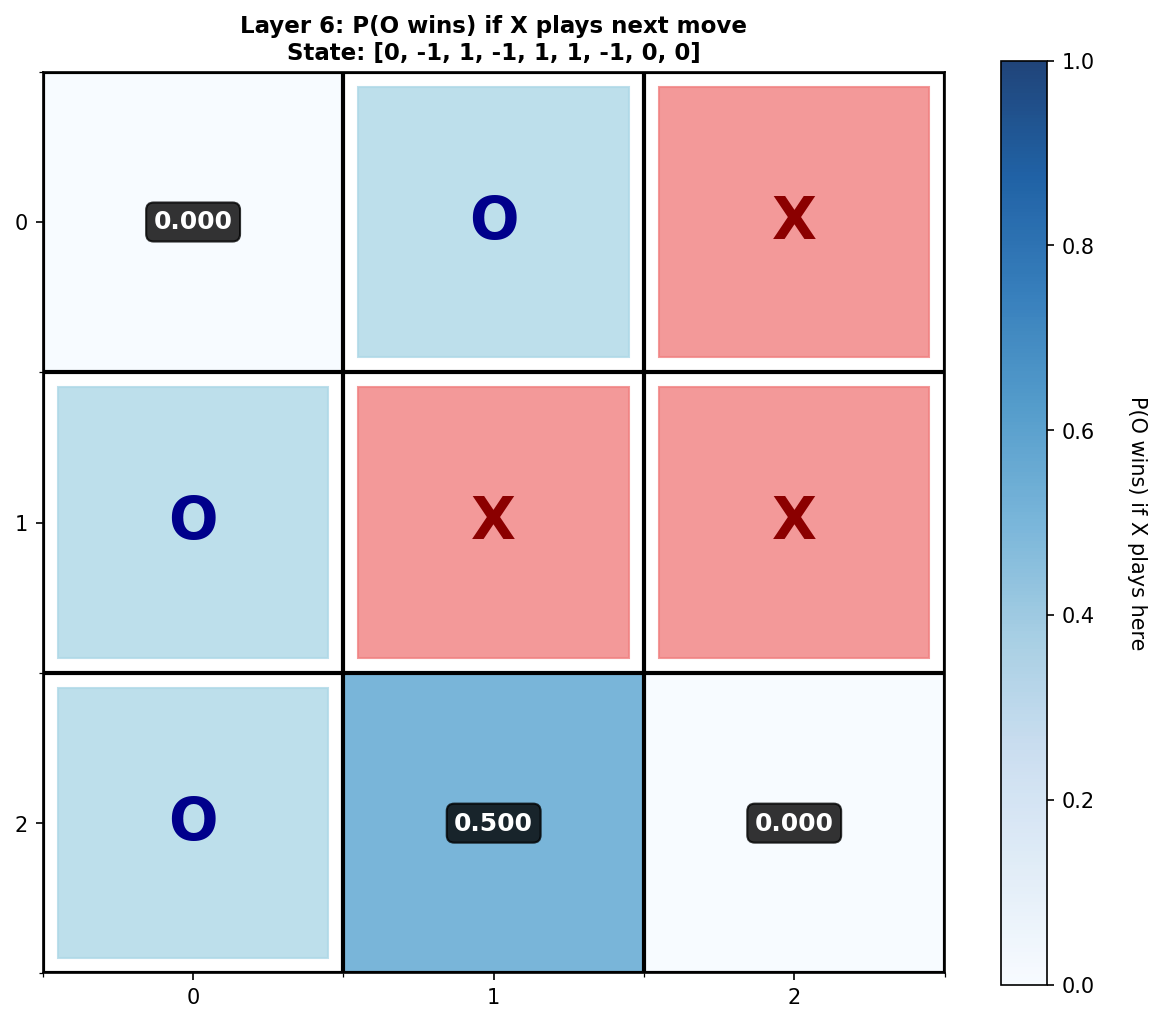 Layer 6: P(O wins) if X plays next move
State: [0, -1, 1, -1, 1, 1, -1, 0, 0]
0
0.000
O
X
1
O
X
X
2
O
0.500
0.000
0
1
2
1.0
0.8
0.6
0.4
0.2
0.0
P(O wins) if X plays here